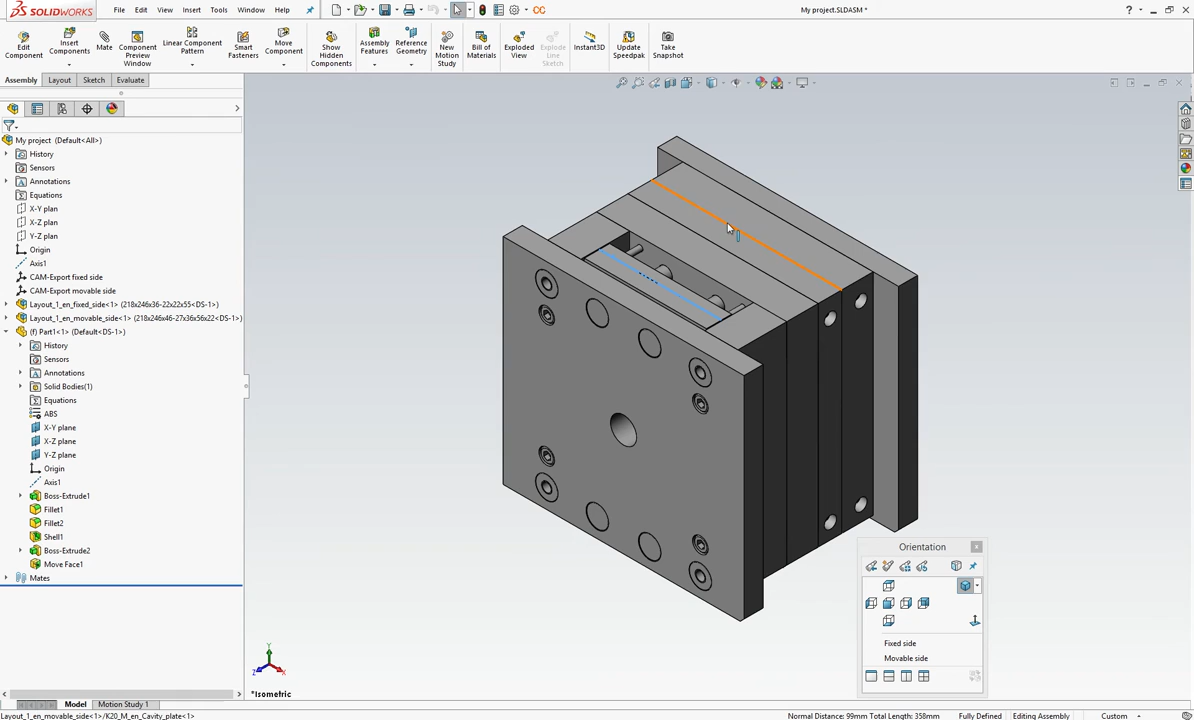 SOLIDWORKS File Edit View Insert Tools Window Help My project.SLDASM *
Edit Component
Insert Components
Mate
Component Preview Window
Linear Component Pattern
Smart Fasteners
Move Component
Show Hidden Components
Assembly Features
Reference Geometry
New Motion Study
Bill of Materials
Exploded View
Explode Line Sketch
Instant3D
Update Speedpak
Take Snapshot
Assembly Layout Sketch Evaluate
My project (Default<All>)
History
Sensors
Annotations
Equations
X-Y plan
X-Z plan
Z-Y plan
Origin
Axis1
CAM-Export fixed side
CAM-Export movable side
Layout_1_en_fixed_side<1> (218x246x36-22x22x55<DS-1>)
Layout_1_en_movable_side<1> (218x246x46-27x36x56x22<DS-1>)
(f) Part1<1> (Default<DS-1>)
History
Sensors
Annotations
Solid Bodies(1)
Equations
ABS
X-Y plane
X-Z plane
Y-Z plane
Origin
Axis1
Boss-Extrude1
Fillet1
Fillet2
Shell1
Boss-Extrude2
Move Face1
Mates
Orientation
Fixed side
Movable side
Y
Z
X
*Isometric
Model Motion Study 1
Layout_1_en_movable_side<1>/K20_M_en_Cavity_plate<1> Normal Distance: 99mm Total Length: 358mm Fully Defined Editing Assembly Custom